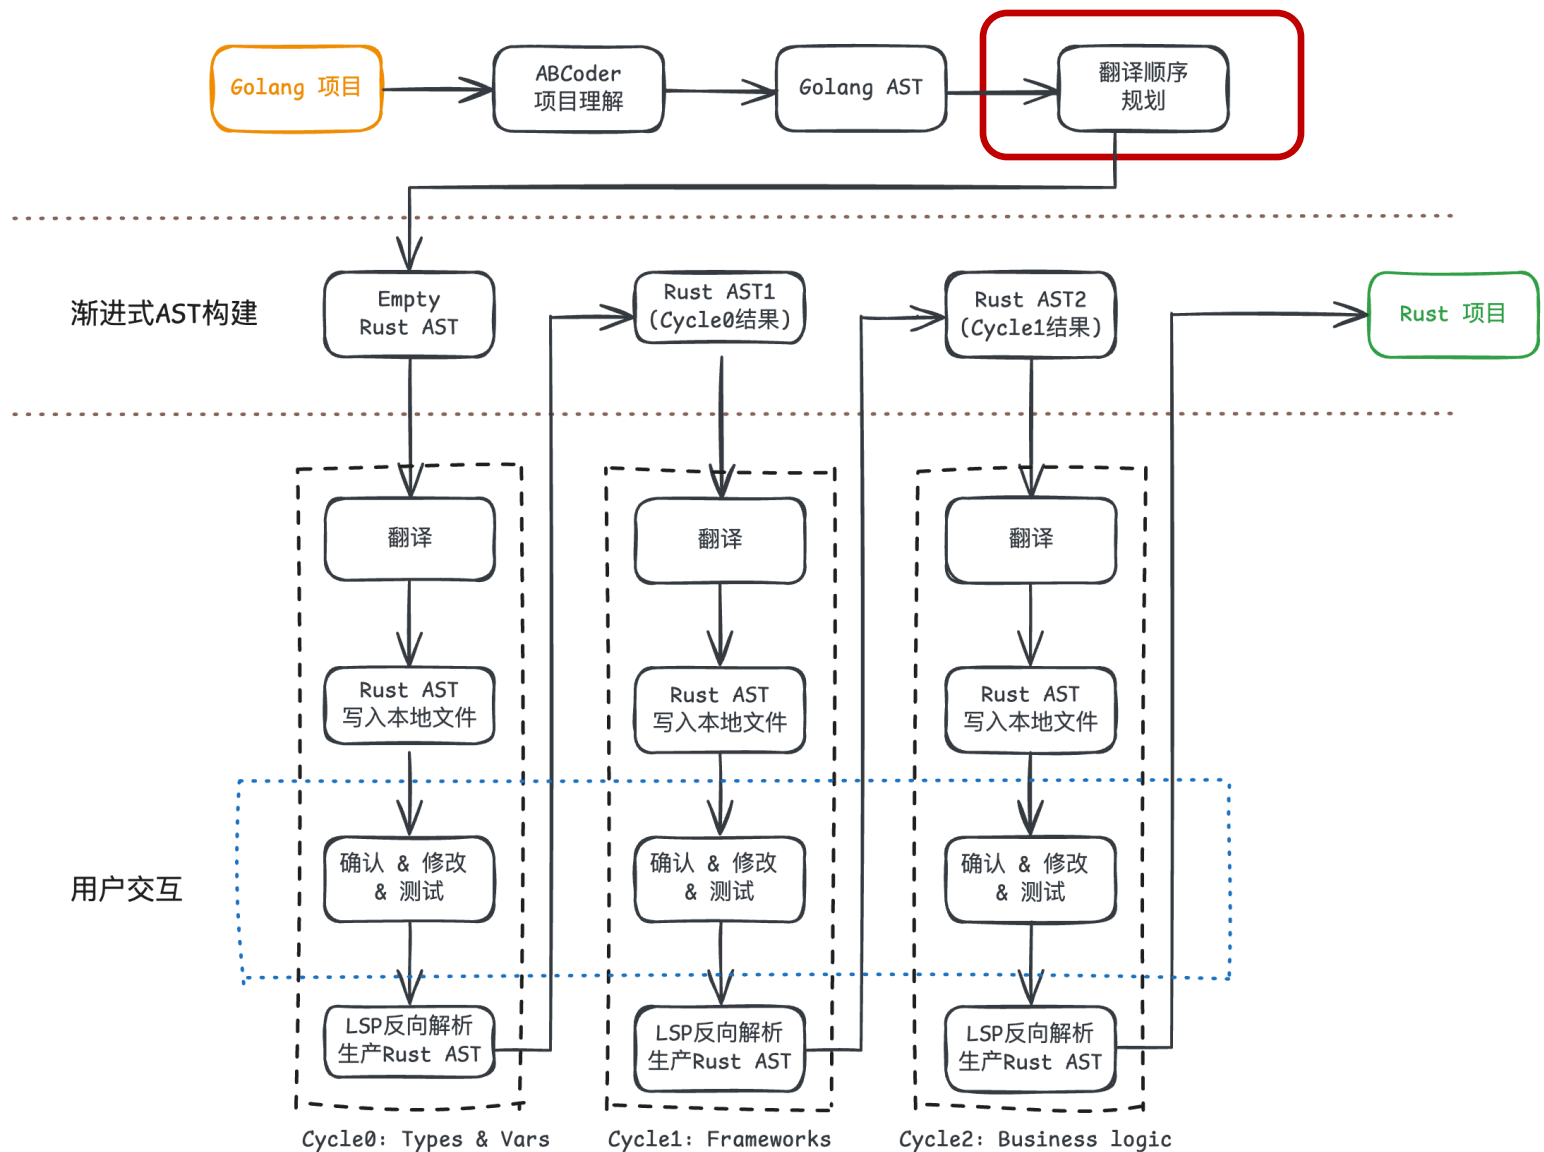 Golang 项目
ABCoder
项目理解
Golang AST
翻译顺序
规划
渐进式AST构建
Empty
Rust AST
Rust AST1
(Cycle0结果)
Rust AST2
(Cycle1结果)
Rust 项目
翻译
翻译
翻译
Rust AST
写入本地文件
Rust AST
写入本地文件
Rust AST
写入本地文件
用户交互
确认 & 修改
& 测试
确认 & 修改
& 测试
确认 & 修改
& 测试
LSP反向解析
生产Rust AST
LSP反向解析
生产Rust AST
LSP反向解析
生产Rust AST
Cycle0: Types & Vars
Cycle1: Frameworks
Cycle2: Business logic